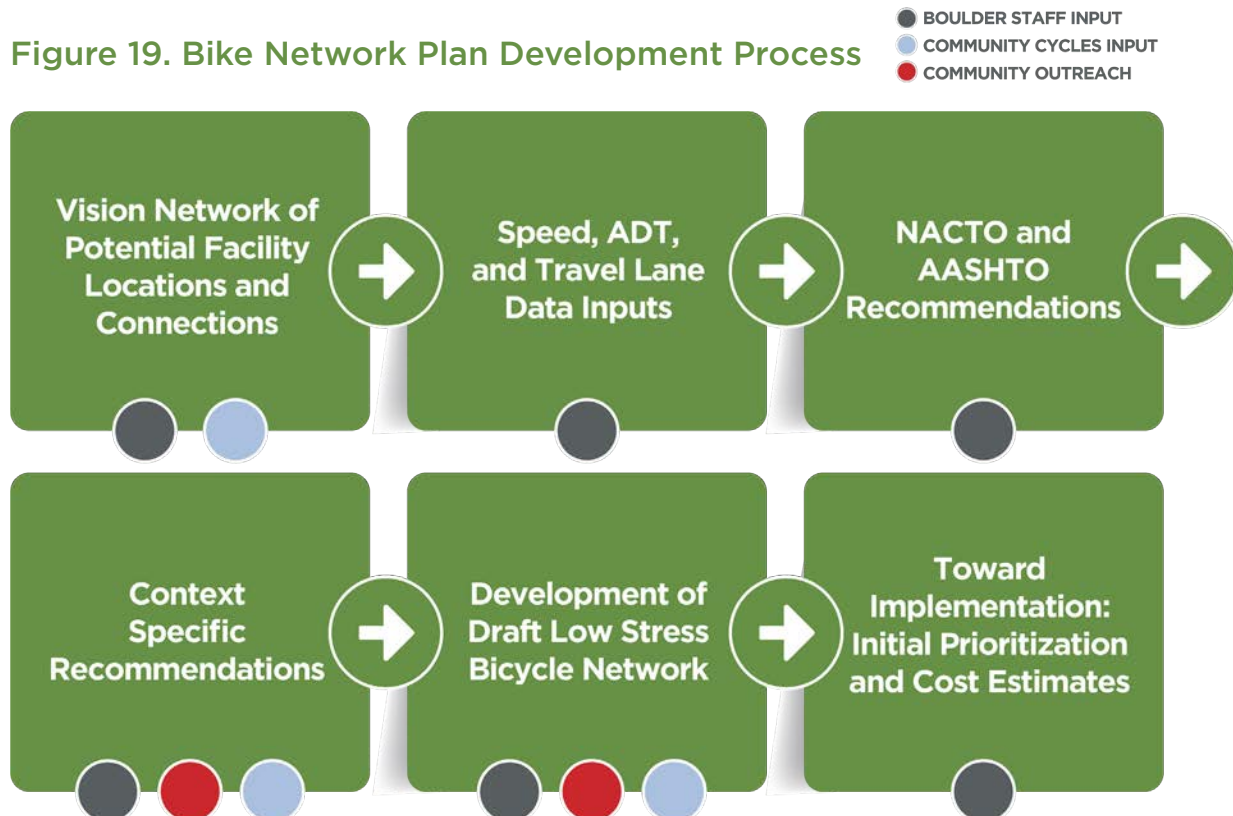 Figure 19. Bike Network Plan Development Process
BOULDER STAFF INPUT
COMMUNITY CYCLES INPUT
COMMUNITY OUTREACH
Vision Network of
Potential Facility
Locations and
Connections
Speed, ADT,
and Travel Lane
Data Inputs
NACTO and
AASHTO
Recommendations
Context
Specific
Recommendations
Development of
Draft Low Stress
Bicycle Network
Toward
Implementation:
Initial Prioritization
and Cost Estimates